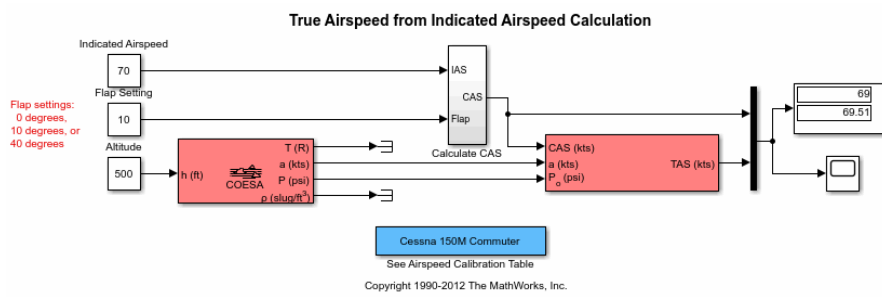 True Airspeed from Indicated Airspeed Calculation
Indicated Airspeed
70
IAS
CAS
Flap
Calculate CAS
Flap Setting
10
Flap settings:
0 degrees,
10 degrees, or
40 degrees
Altitude
500
h (ft)
COESA
T (R)
a (kts)
P (psi)
ρ (slug/ft³)
CAS (kts)
a (kts)
Po (psi)
TAS (kts)
69
69.51
Cessna 150M Commuter
See Airspeed Calibration Table
Copyright 1990-2012 The MathWorks, Inc.